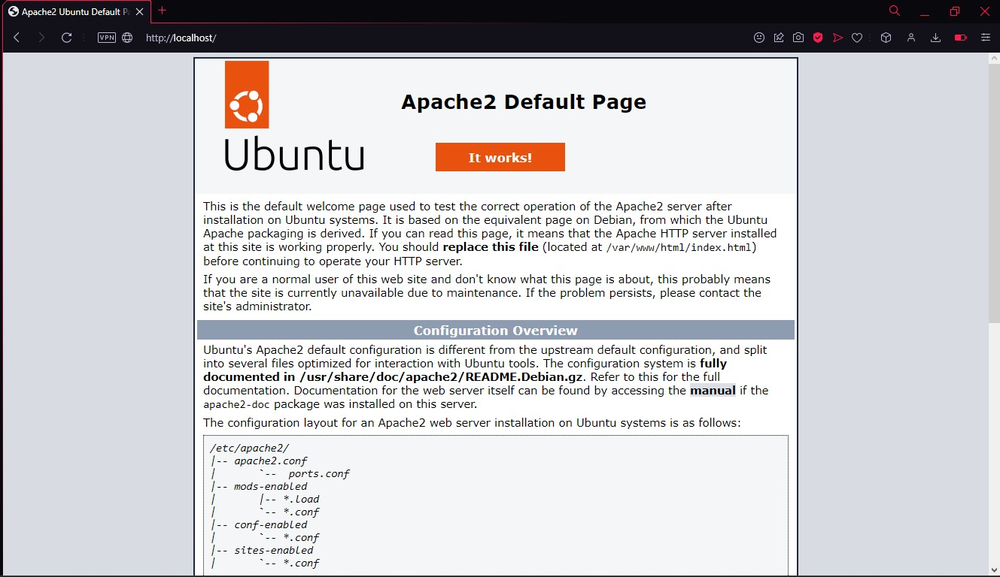 Apache2 Ubuntu Default P
VPN
http://localhost/
Apache2 Default Page
Ubuntu
It works!
This is the default welcome page used to test the correct operation of the Apache2 server after
installation on Ubuntu systems. It is based on the equivalent page on Debian, from which the Ubuntu
Apache packaging is derived. If you can read this page, it means that the Apache HTTP server installed
at this site is working properly. You should replace this file (located at /var/www/html/index.html)
before continuing to operate your HTTP server.
If you are a normal user of this web site and don't know what this page is about, this probably means
that the site is currently unavailable due to maintenance. If the problem persists, please contact the
site's administrator.
Configuration Overview
Ubuntu's Apache2 default configuration is different from the upstream default configuration, and split
into several files optimized for interaction with Ubuntu tools. The configuration system is fully
documented in /usr/share/doc/apache2/README.Debian.gz. Refer to this for the full
documentation. Documentation for the web server itself can be found by accessing the manual if the
apache2-doc package was installed on this server.
The configuration layout for an Apache2 web server installation on Ubuntu systems is as follows:
/etc/apache2/
|-- apache2.conf
|       `--  ports.conf
|-- mods-enabled
|       |-- *.load
|       `-- *.conf
|-- conf-enabled
|       `-- *.conf
|-- sites-enabled
|       `-- *.conf